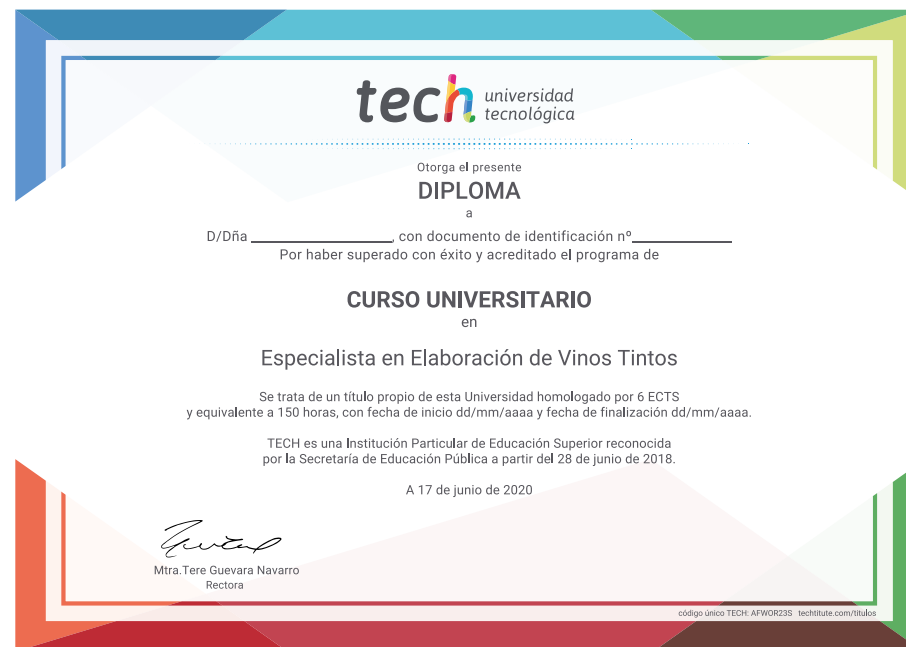 tech universidad
tecnológica
Otorga el presente
DIPLOMA
a
D/Dña ____________________, con documento de identificación nº______________
Por haber superado con éxito y acreditado el programa de
CURSO UNIVERSITARIO
en
Especialista en Elaboración de Vinos Tintos
Se trata de un título propio de esta Universidad homologado por 6 ECTS
y equivalente a 150 horas, con fecha de inicio dd/mm/aaaa y fecha de finalización dd/mm/aaaa.
TECH es una Institución Particular de Educación Superior reconocida
por la Secretaría de Educación Pública a partir del 28 de junio de 2018.
A 17 de junio de 2020
Mtra.Tere Guevara Navarro
Rectora
código único TECH: AFWOR23S techtitute.com/titulos